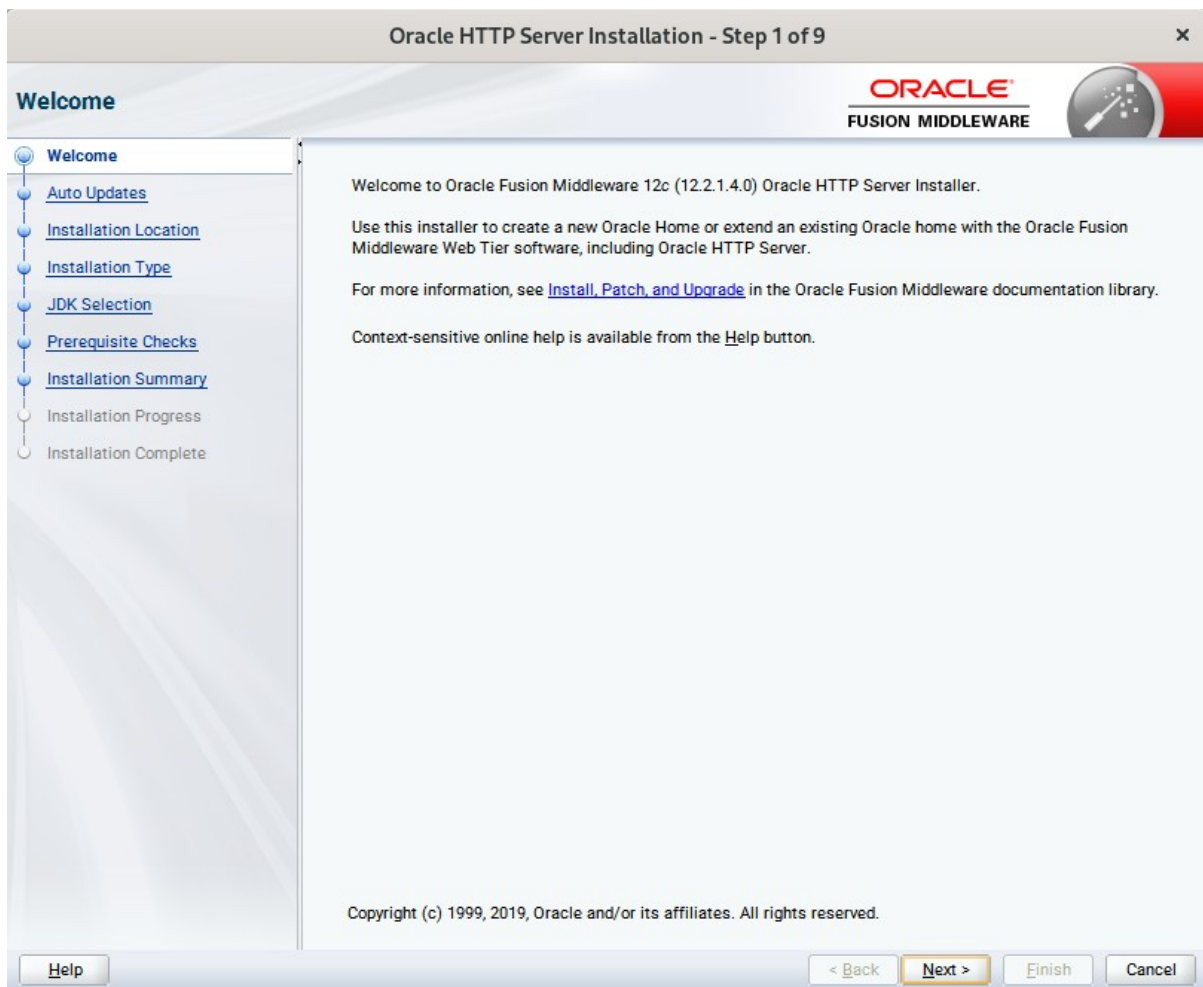 Oracle HTTP Server Installation - Step 1 of 9
×
Welcome
ORACLE
FUSION MIDDLEWARE
Welcome
Auto Updates
Installation Location
Installation Type
JDK Selection
Prerequisite Checks
Installation Summary
Installation Progress
Installation Complete
Welcome to Oracle Fusion Middleware 12c (12.2.1.4.0) Oracle HTTP Server Installer.
Use this installer to create a new Oracle Home or extend an existing Oracle home with the Oracle Fusion
Middleware Web Tier software, including Oracle HTTP Server.
For more information, see Install, Patch, and Upgrade in the Oracle Fusion Middleware documentation library.
Context-sensitive online help is available from the Help button.
Copyright (c) 1999, 2019, Oracle and/or its affiliates. All rights reserved.
Help
< Back
Next >
Finish
Cancel